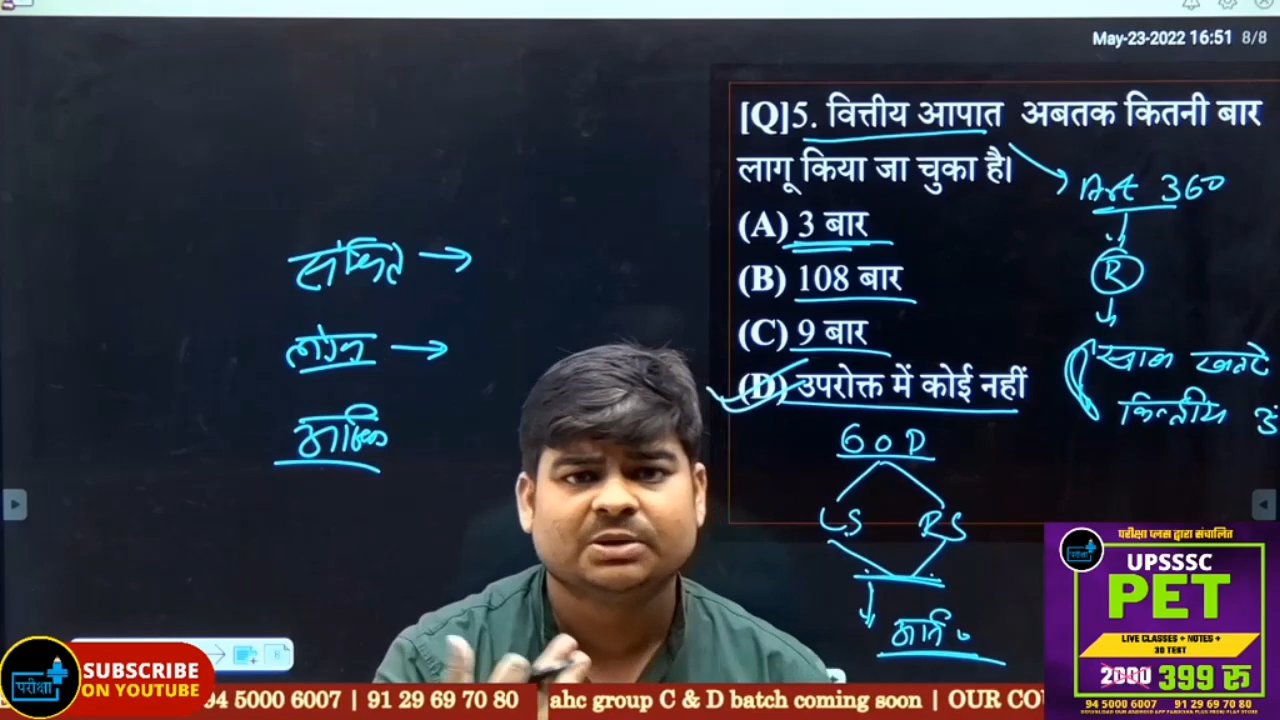 May-23-2022 16:51 8/8
[Q]5. वित्तीय आपात अबतक कितनी बार
लागू किया जा चुका है।
(A) 3 बार
(B) 108 बार
(C) 9 बार
(D) उपरोक्त में कोई नहीं
Art 360
R
वित्तीय
60 D
LS RS
परीक्षा प्लस द्वारा संचालित
परीक्षा
UPSSSC
PET
LIVE CLASSES + NOTES +
30 TEST
2000 399 रु
94 5000 6007 91 29 69 70 80
परीक्षा
SUBSCRIBE
ON YOUTUBE
94 5000 6007 | 91 29 69 70 80 ahc group C & D batch coming soon | OUR CO